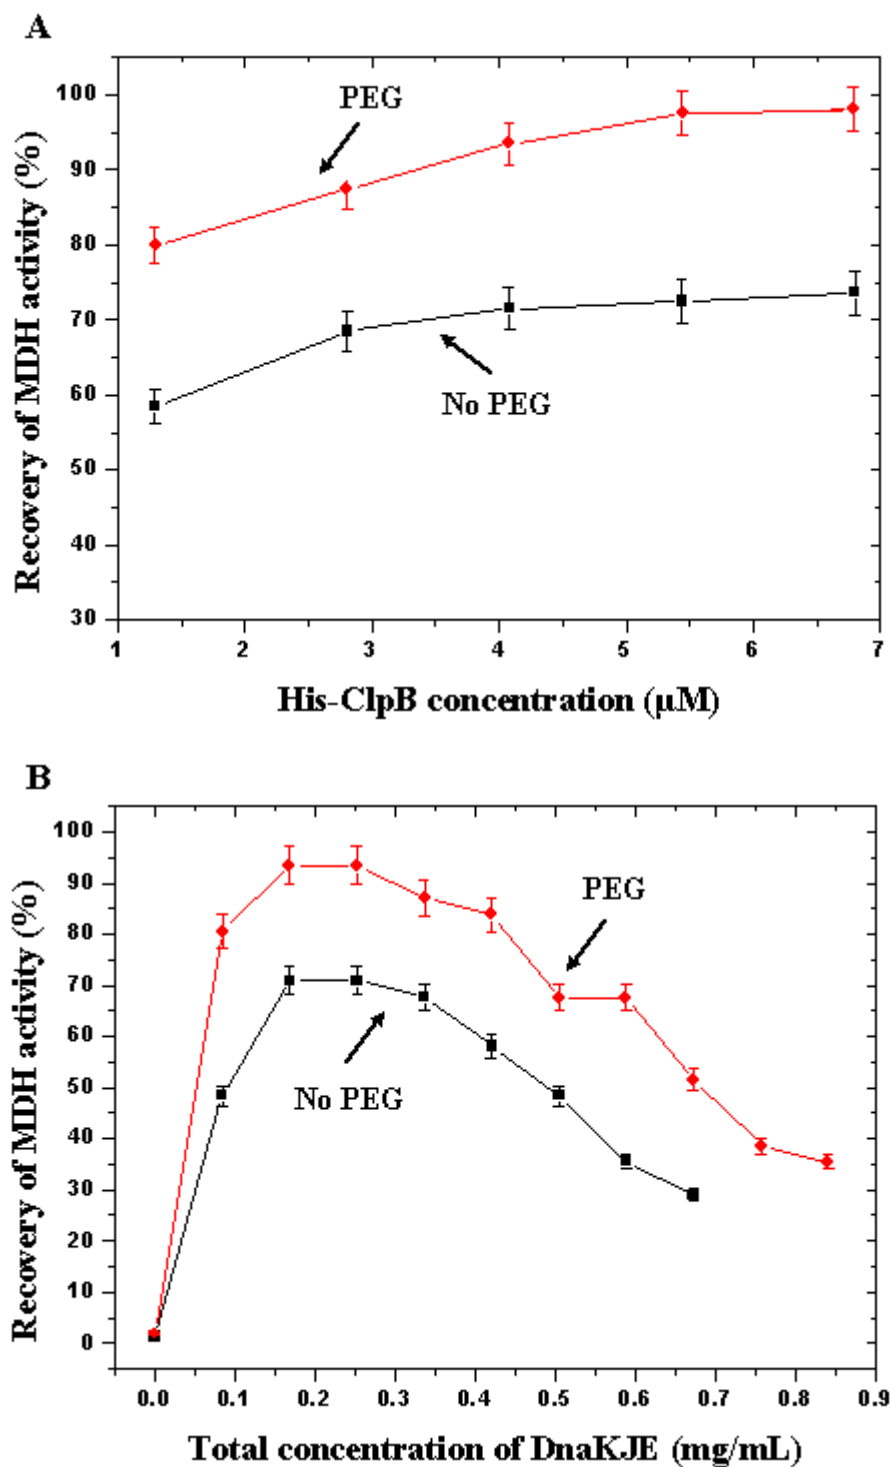 A
PEG
No PEG
Recovery of MDH activity (%)
100
90
80
70
60
50
40
30
1 2 3 4 5 6 7
His-ClpB concentration (µM)
B
PEG
No PEG
Recovery of MDH activity (%)
100
90
80
70
60
50
40
30
20
10
0
0.0 0.1 0.2 0.3 0.4 0.5 0.6 0.7 0.8 0.9
Total concentration of DnaKJE (mg/mL)